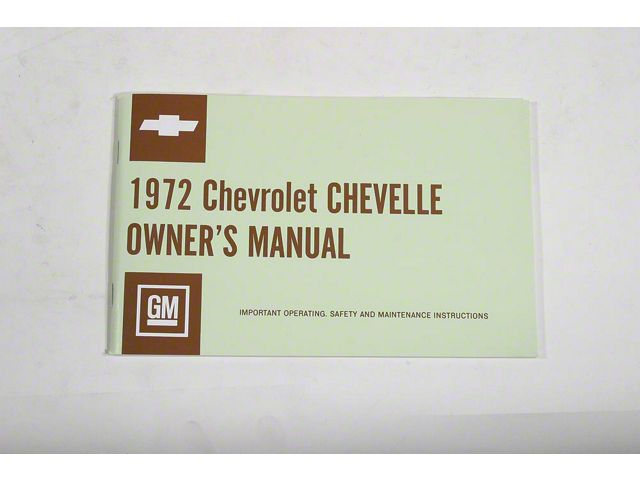 1972 Chevrolet CHEVELLE
OWNER'S MANUAL
GM
IMPORTANT OPERATING, SAFETY AND MAINTENANCE INSTRUCTIONS